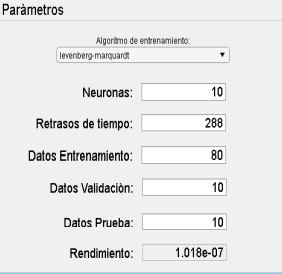 Paràmetros
Algoritmo de entrenamiento:
levenberg-marquardt
Neuronas: 10
Retrasos de tiempo: 288
Datos Entrenamiento: 80
Datos Validaciòn: 10
Datos Prueba: 10
Rendimiento: 1.018e-07